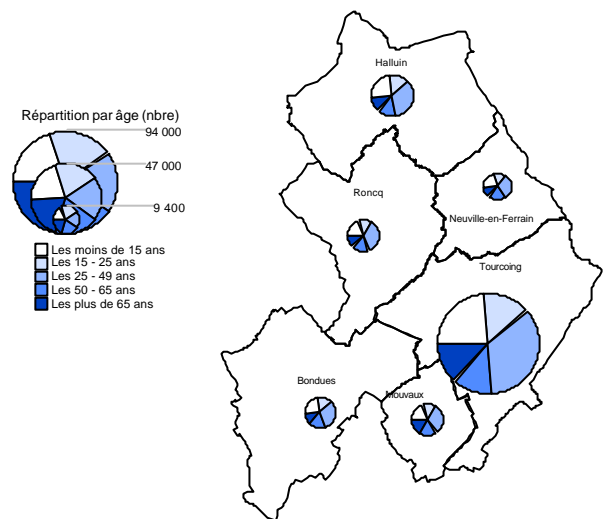 Halluin
Répartition par âge (nbre)
94 000
47 000
9 400
Roncq
Neuville-en-Ferrain
Les moins de 15 ans
Les 15 - 25 ans
Les 25 - 49 ans
Les 50 - 65 ans
Les plus de 65 ans
Tourcoing
Bondues
Mouvaux